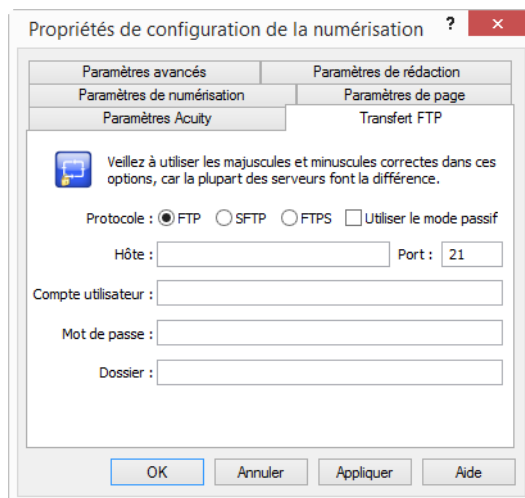 Propriétés de configuration de la numérisation ? ×
Paramètres avancés Paramètres de rédaction
Paramètres de numérisation Paramètres de page
Paramètres Acuity Transfert FTP
Veillez à utiliser les majuscules et minuscules correctes dans ces
options, car la plupart des serveurs font la différence.
Protocole : FTP SFTP FTPS Utiliser le mode passif
Hôte : Port : 21
Compte utilisateur :
Mot de passe :
Dossier :
OK Annuler Appliquer Aide